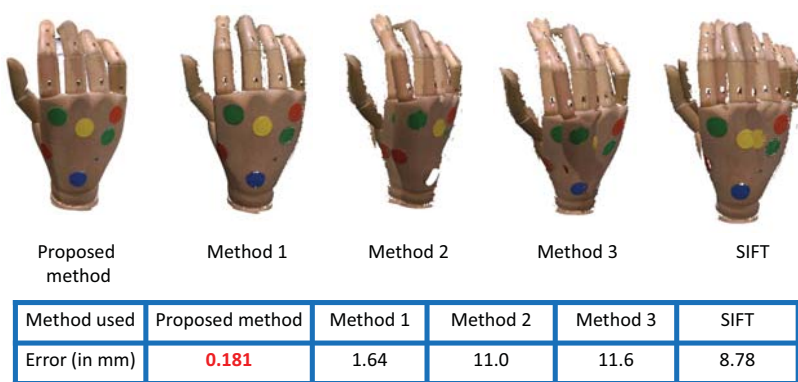 Proposed method
Method 1
Method 2
Method 3
SIFT
Method used Proposed method Method 1 Method 2 Method 3 SIFT
Error (in mm) 0.181 1.64 11.0 11.6 8.78